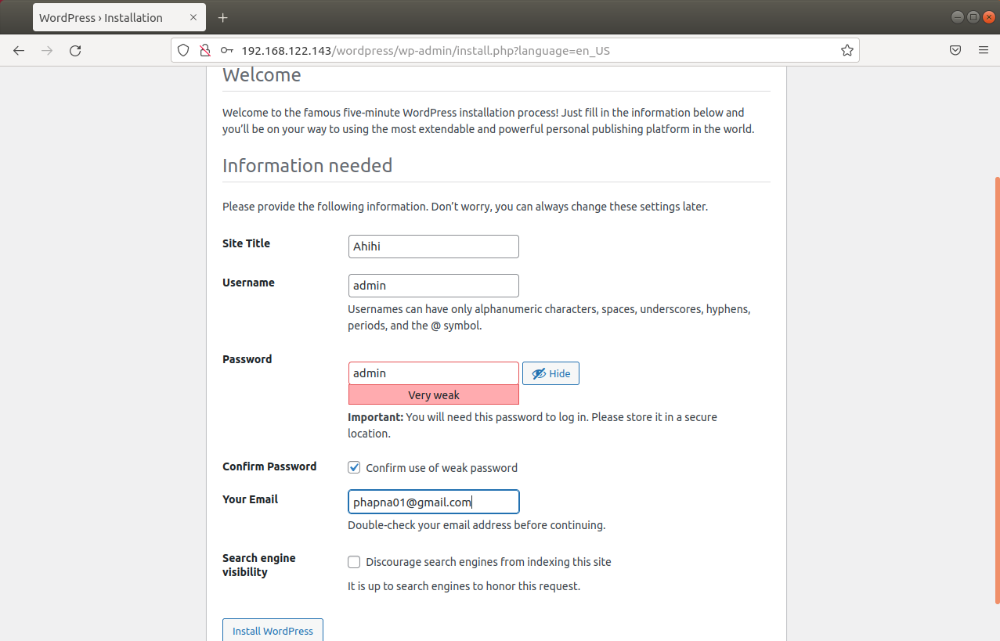 WordPress › Installation
192.168.122.143/wordpress/wp-admin/install.php?language=en_US
Welcome
Welcome to the famous five-minute WordPress installation process! Just fill in the information below and
you’ll be on your way to using the most extendable and powerful personal publishing platform in the world.
Information needed
Please provide the following information. Don’t worry, you can always change these settings later.
Site Title
Ahihi
Username
admin
Usernames can have only alphanumeric characters, spaces, underscores, hyphens,
periods, and the @ symbol.
Password
admin
Hide
Very weak
Important: You will need this password to log in. Please store it in a secure
location.
Confirm Password
Confirm use of weak password
Your Email
phapna01@gmail.com
Double-check your email address before continuing.
Search engine
visibility
Discourage search engines from indexing this site
It is up to search engines to honor this request.
Install WordPress